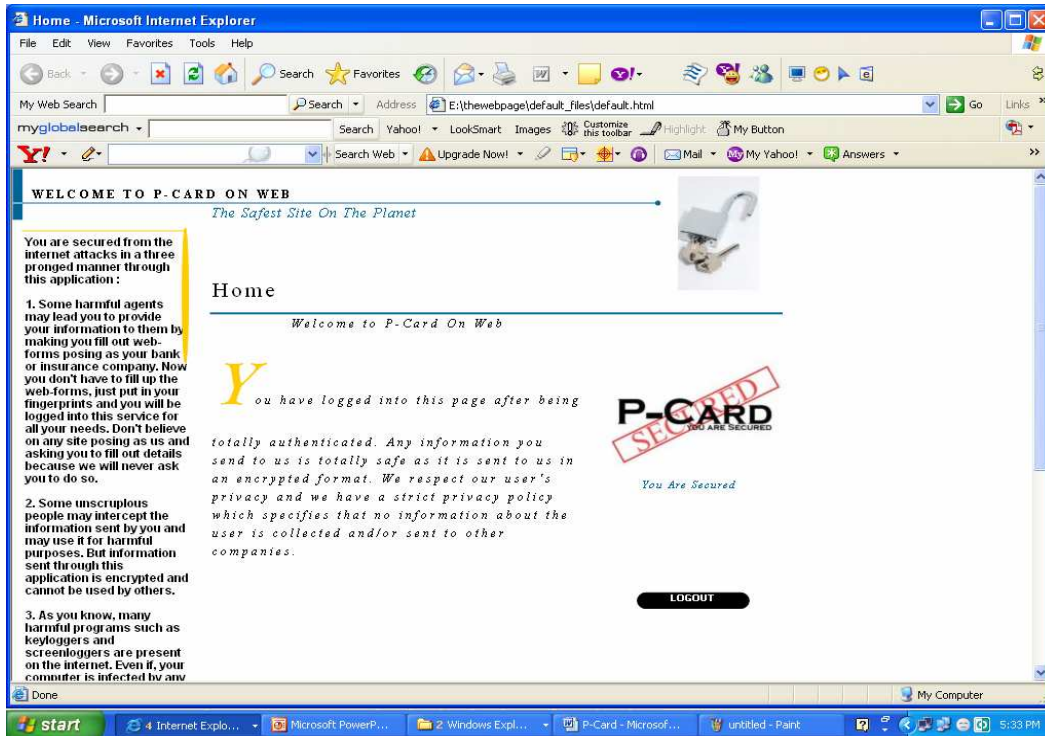 Home - Microsoft Internet Explorer
File Edit View Favorites Tools Help
Back Search Favorites
My Web Search Search Address E:\thewebpage\default_files\default.html Go Links
myglobalsearch Search Yahoo! LookSmart Images Customize this toolbar Highlight My Button
Y! Search Web Upgrade Now! Mail My Yahoo! Answers
WELCOME TO P-CARD ON WEB
The Safest Site On The Planet
You are secured from the
internet attacks in a three
pronged manner through
this application :
1. Some harmful agents
may lead you to provide
your information to them by
making you fill out web-
forms posing as your bank
or insurance company. Now
you don't have to fill up the
web-forms, just put in your
fingerprints and you will be
logged into this service for
all your needs. Don't believe
on any site posing as us and
asking you to fill out details
because we will never ask
you to do so.
2. Some unscruplous
people may intercept the
information sent by you and
may use it for harmful
purposes. But information
sent through this
application is encrypted and
cannot be used by others.
3. As you know, many
harmful programs such as
keyloggers and
screenloggers are present
on the internet. Even if, your
computer is infected by any
Home
Welcome to P-Card On Web
You have logged into this page after being
totally authenticated. Any information you
send to us is totally safe as it is sent to us in
an encrypted format. We respect our user's
privacy and we have a strict privacy policy
which specifies that no information about the
user is collected and/or sent to other
companies.
P-CARD
YOU ARE SECURED
SECURED
You Are Secured
LOGOUT
Done My Computer
start 4 Internet Explo... Microsoft PowerP... 2 Windows Expl... P-Card - Microsof... untitled - Paint 5:33 PM